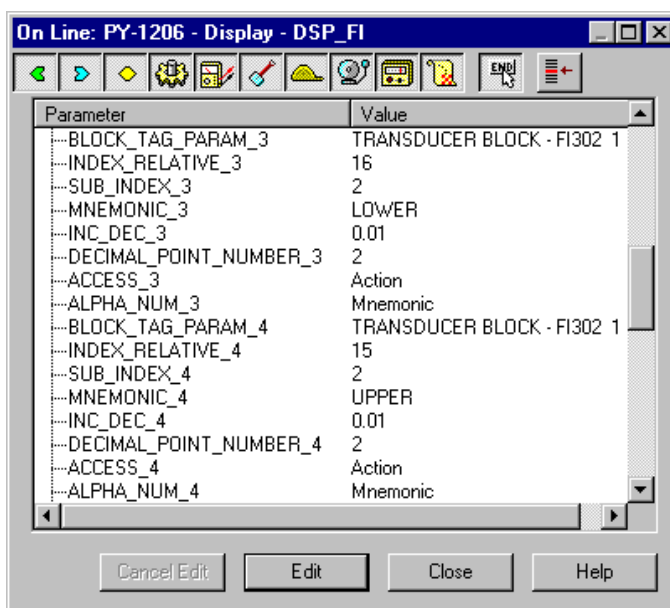 On Line: PY-1206 - Display - DSP_FI
END
Parameter Value
BLOCK_TAG_PARAM_3 TRANSDUCER BLOCK - FI302 1
INDEX_RELATIVE_3 16
SUB_INDEX_3 2
MNEMONIC_3 LOWER
INC_DEC_3 0.01
DECIMAL_POINT_NUMBER_3 2
ACCESS_3 Action
ALPHA_NUM_3 Mnemonic
BLOCK_TAG_PARAM_4 TRANSDUCER BLOCK - FI302 1
INDEX_RELATIVE_4 15
SUB_INDEX_4 2
MNEMONIC_4 UPPER
INC_DEC_4 0.01
DECIMAL_POINT_NUMBER_4 2
ACCESS_4 Action
ALPHA_NUM_4 Mnemonic
Cancel Edit Edit Close Help